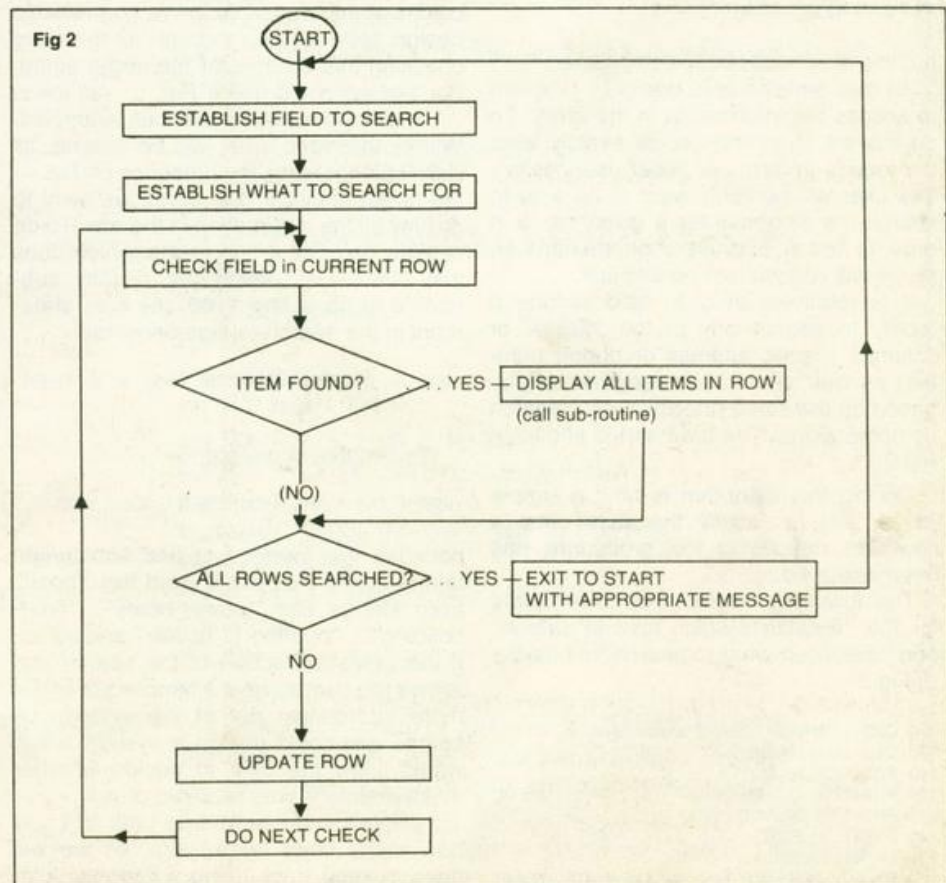 Fig 2
START
ESTABLISH FIELD TO SEARCH
ESTABLISH WHAT TO SEARCH FOR
CHECK FIELD in CURRENT ROW
ITEM FOUND?
YES
DISPLAY ALL ITEMS IN ROW
(call sub-routine)
(NO)
ALL ROWS SEARCHED?
YES
EXIT TO START
WITH APPROPRIATE MESSAGE
NO
UPDATE ROW
DO NEXT CHECK